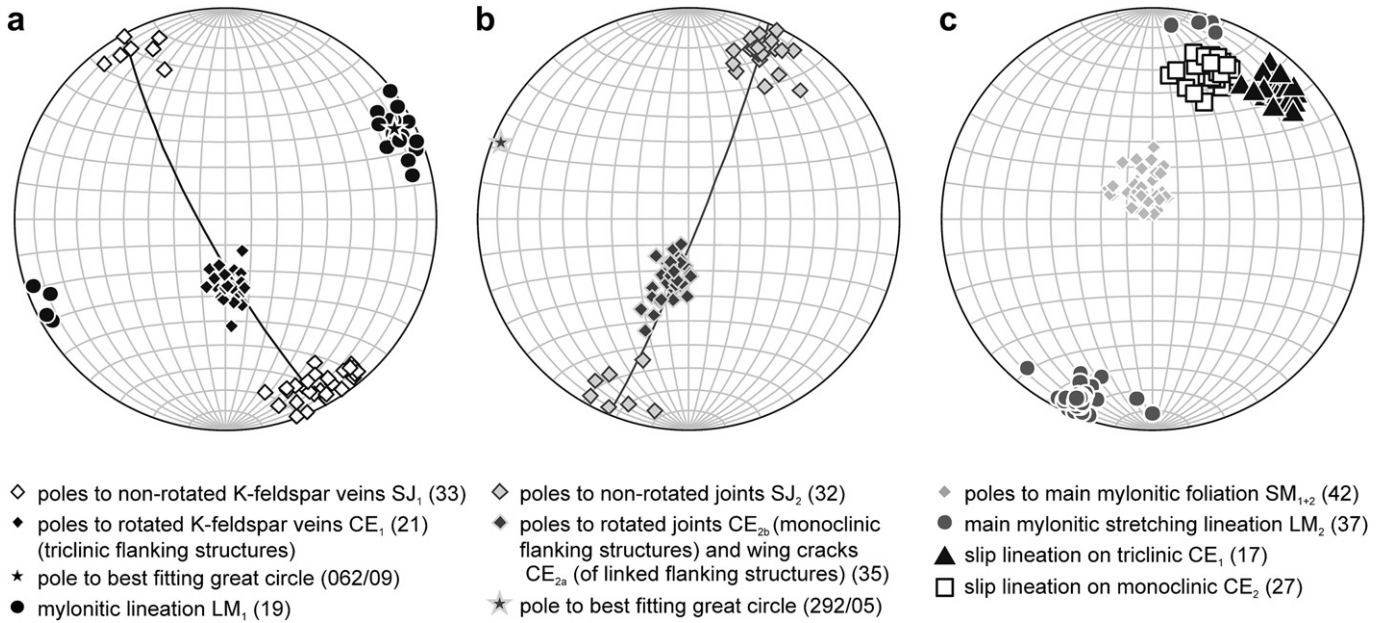 a
b
c
poles to non-rotated K-feldspar veins SJ₁ (33)
poles to rotated K-feldspar veins CE₁ (21)
(triclinic flanking structures)
pole to best fitting great circle (062/09)
mylonitic lineation LM₁ (19)
poles to non-rotated joints SJ₂ (32)
poles to rotated joints CE₂b (monoclinic
flanking structures) and wing cracks
CE₂a (of linked flanking structures) (35)
pole to best fitting great circle (292/05)
poles to main mylonitic foliation SM₁₊₂ (42)
main mylonitic stretching lineation LM₂ (37)
slip lineation on triclinic CE₁ (17)
slip lineation on monoclinic CE₂ (27)